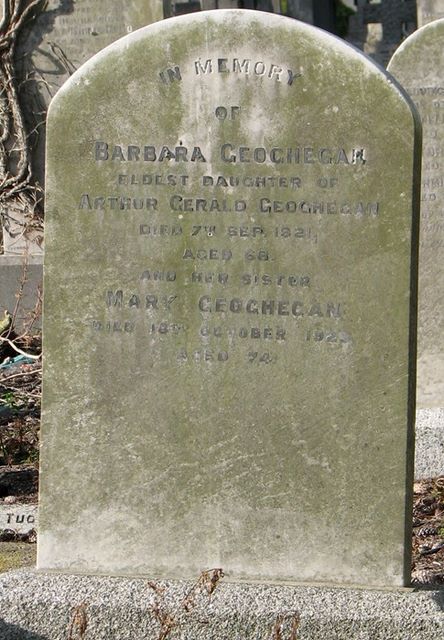 IN MEMORY
OF
BARBARA GEOGHEGAN
ELDEST DAUGHTER OF
ARTHUR GERALD GEOGHEGAN
DIED 7TH SEP. 1921,
AGED 68.
AND HER SISTER
MARY GEOGHEGAN
DIED 18TH OCTOBER
AGED 74.